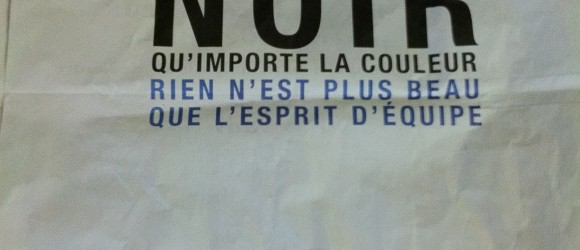 NOIR
QU'IMPORTE LA COULEUR
RIEN N'EST PLUS BEAU
QUE L'ESPRIT D'ÉQUIPE